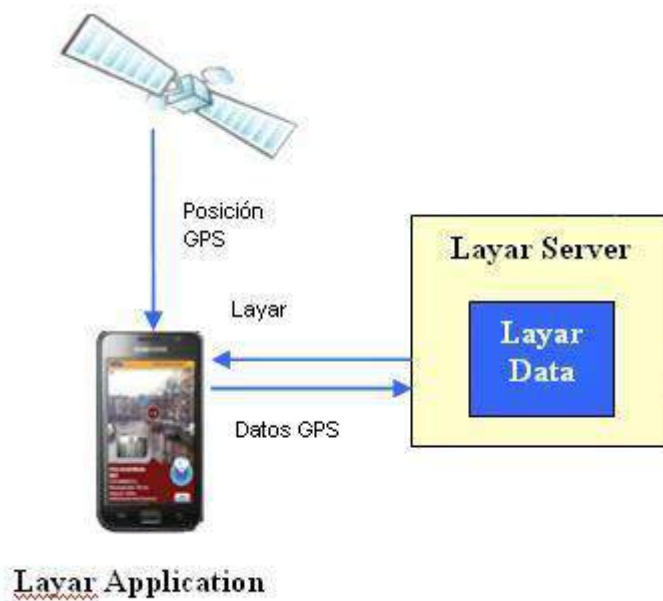 Posición
GPS
Layar Server
Layar
Layar
Data
Datos GPS
Layar Application